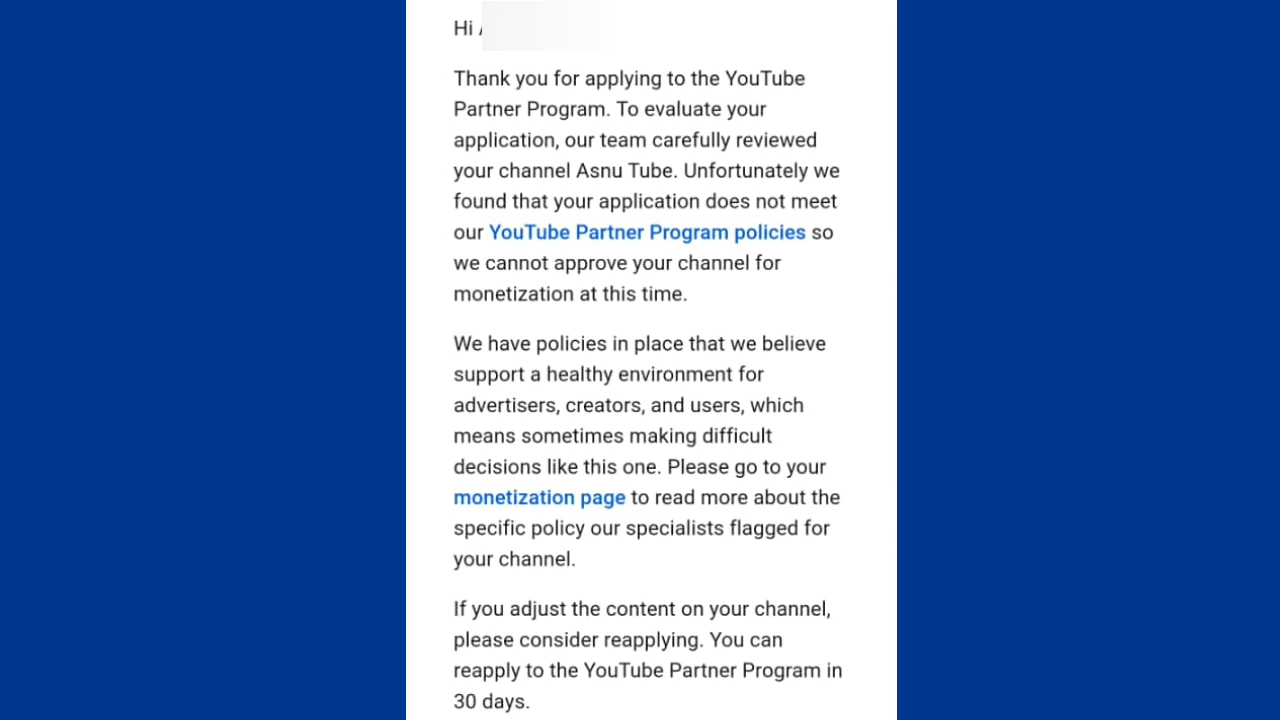 Hi
Thank you for applying to the YouTube
Partner Program. To evaluate your
application, our team carefully reviewed
your channel Asnu Tube. Unfortunately we
found that your application does not meet
our YouTube Partner Program policies so
we cannot approve your channel for
monetization at this time.
We have policies in place that we believe
support a healthy environment for
advertisers, creators, and users, which
means sometimes making difficult
decisions like this one. Please go to your
monetization page to read more about the
specific policy our specialists flagged for
your channel.
If you adjust the content on your channel,
please consider reapplying. You can
reapply to the YouTube Partner Program in
30 days.